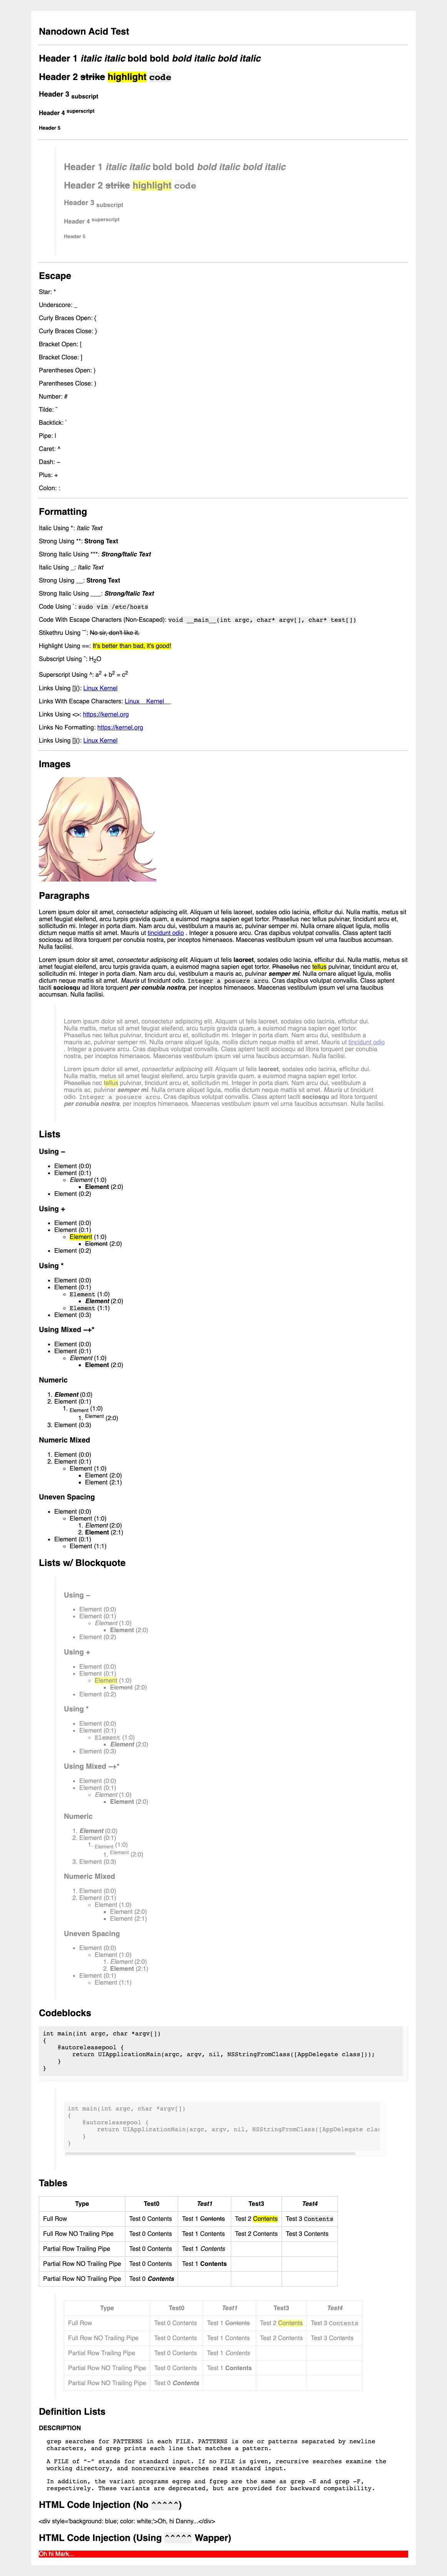 Nanodown Acid Test
Header 1 italic italic bold bold bold italic bold italic
Header 2 strike highlight code
Header 3 subscript
Header 4 superscript
Header 5
Header 1 italic italic bold bold bold italic bold italic
Header 2 strike highlight code
Header 3 subscript
Header 4 superscript
Header 5
Escape
Star: *
Underscore: _
Curly Braces Open: {
Curly Braces Close: }
Bracket Open: [
Bracket Close: ]
Parentheses Open: )
Parentheses Close: )
Number: #
Tilde: ~
Backtick: `
Pipe: |
Caret: ^
Dash: –
Plus: +
Colon: :
Formatting
Italic Using *: Italic Text
Strong Using **: Strong Text
Strong Italic Using ***: Strong/Italic Text
Italic Using _: Italic Text
Strong Using __: Strong Text
Strong Italic Using ___: Strong/Italic Text
Code Using `: sudo vim /etc/hosts
Code With Escape Characters (Non-Escaped): void __main__(int argc, char* argv[], char* test[])
Stikethru Using ~~: No sir, don't like it.
Highlight Using ==: It's better than bad, it's good!
Subscript Using ~: H2O
Superscript Using ^: a2 + b2 = c2
Links Using [](): Linux Kernel
Links With Escape Characters: Linux__Kernel__
Links Using <>: https://kernel.org
Links No Formatting: https://kernel.org
Links Using [](): Linux Kernel
Images
Paragraphs
Lorem ipsum dolor sit amet, consectetur adipiscing elit. Aliquam ut felis laoreet, sodales odio lacinia, efficitur dui. Nulla mattis, metus sit
amet feugiat eleifend, arcu turpis gravida quam, a euismod magna sapien eget tortor. Phasellus nec tellus pulvinar, tincidunt arcu et,
sollicitudin mi. Integer in porta diam. Nam arcu dui, vestibulum a mauris ac, pulvinar semper mi. Nulla ornare aliquet ligula, mollis
dictum neque mattis sit amet. Mauris ut tincidunt odio . Integer a posuere arcu. Cras dapibus volutpat convallis. Class aptent taciti
sociosqu ad litora torquent per conubia nostra, per inceptos himenaeos. Maecenas vestibulum ipsum vel urna faucibus accumsan.
Nulla facilisi.
Lorem ipsum dolor sit amet, consectetur adipiscing elit. Aliquam ut felis laoreet, sodales odio lacinia, efficitur dui. Nulla mattis, metus sit
amet feugiat eleifend, arcu turpis gravida quam, a euismod magna sapien eget tortor. Phasellus nec tellus pulvinar, tincidunt arcu et,
sollicitudin mi. Integer in porta diam. Nam arcu dui, vestibulum a mauris ac, pulvinar semper mi. Nulla ornare aliquet ligula, mollis
dictum neque mattis sit amet. Mauris ut tincidunt odio. Integer a posuere arcu. Cras dapibus volutpat convallis. Class aptent
taciti sociosqu ad litora torquent per conubia nostra, per inceptos himenaeos. Maecenas vestibulum ipsum vel urna faucibus
accumsan. Nulla facilisi.
Lorem ipsum dolor sit amet, consectetur adipiscing elit. Aliquam ut felis laoreet, sodales odio lacinia, efficitur dui.
Nulla mattis, metus sit amet feugiat eleifend, arcu turpis gravida quam, a euismod magna sapien eget tortor.
Phasellus nec tellus pulvinar, tincidunt arcu et, sollicitudin mi. Integer in porta diam. Nam arcu dui, vestibulum a
mauris ac, pulvinar semper mi. Nulla ornare aliquet ligula, mollis dictum neque mattis sit amet. Mauris ut tincidunt odio
. Integer a posuere arcu. Cras dapibus volutpat convallis. Class aptent taciti sociosqu ad litora torquent per conubia
nostra, per inceptos himenaeos. Maecenas vestibulum ipsum vel urna faucibus accumsan. Nulla facilisi.
Lorem ipsum dolor sit amet, consectetur adipiscing elit. Aliquam ut felis laoreet, sodales odio lacinia, efficitur dui.
Nulla mattis, metus sit amet feugiat eleifend, arcu turpis gravida quam, a euismod magna sapien eget tortor.
Phasellus nec tellus pulvinar, tincidunt arcu et, sollicitudin mi. Integer in porta diam. Nam arcu dui, vestibulum a
mauris ac, pulvinar semper mi. Nulla ornare aliquet ligula, mollis dictum neque mattis sit amet. Mauris ut tincidunt
odio. Integer a posuere arcu. Cras dapibus volutpat convallis. Class aptent taciti sociosqu ad litora torquent
per conubia nostra, per inceptos himenaeos. Maecenas vestibulum ipsum vel urna faucibus accumsan. Nulla facilisi.
Lists
Using –
Element (0:0)
Element (0:1)
Element (1:0)
Element (2:0)
Element (0:2)
Using +
Element (0:0)
Element (0:1)
Element (1:0)
Element (2:0)
Element (0:2)
Using *
Element (0:0)
Element (0:1)
Element (1:0)
Element (2:0)
Element (1:1)
Element (0:3)
Using Mixed –+*
Element (0:0)
Element (0:1)
Element (1:0)
Element (2:0)
Numeric
1. Element (0:0)
2. Element (0:1)
1. Element (1:0)
1. Element (2:0)
3. Element (0:3)
Numeric Mixed
1. Element (0:0)
2. Element (0:1)
Element (1:0)
Element (2:0)
Element (2:1)
Uneven Spacing
Element (0:0)
Element (1:0)
1. Element (2:0)
2. Element (2:1)
Element (0:1)
Element (1:1)
Lists w/ Blockquote
Using –
Element (0:0)
Element (0:1)
Element (1:0)
Element (2:0)
Element (0:2)
Using +
Element (0:0)
Element (0:1)
Element (1:0)
Element (2:0)
Element (0:2)
Using *
Element (0:0)
Element (0:1)
Element (1:0)
Element (2:0)
Element (0:3)
Using Mixed –+*
Element (0:0)
Element (0:1)
Element (1:0)
Element (2:0)
Numeric
1. Element (0:0)
2. Element (0:1)
1. Element (1:0)
1. Element (2:0)
3. Element (0:3)
Numeric Mixed
1. Element (0:0)
2. Element (0:1)
Element (1:0)
Element (2:0)
Element (2:1)
Uneven Spacing
Element (0:0)
Element (1:0)
1. Element (2:0)
2. Element (2:1)
Element (0:1)
Element (1:1)
Codeblocks
int main(int argc, char *argv[])
{
@autoreleasepool {
return UIApplicationMain(argc, argv, nil, NSStringFromClass([AppDelegate class]));
}
}
int main(int argc, char *argv[])
{
@autoreleasepool {
return UIApplicationMain(argc, argv, nil, NSStringFromClass([AppDelegate clas
}
}
Tables
Type Test0 Test1 Test3 Test4
Full Row Test 0 Contents Test 1 Contents Test 2 Contents Test 3 Contents
Full Row NO Trailing Pipe Test 0 Contents Test 1 Contents Test 2 Contents Test 3 Contents
Partial Row Trailing Pipe Test 0 Contents Test 1 Contents
Partial Row NO Trailing Pipe Test 0 Contents Test 1 Contents
Partial Row NO Trailing Pipe Test 0 Contents
Type Test0 Test1 Test3 Test4
Full Row Test 0 Contents Test 1 Contents Test 2 Contents Test 3 Contents
Full Row NO Trailing Pipe Test 0 Contents Test 1 Contents Test 2 Contents Test 3 Contents
Partial Row Trailing Pipe Test 0 Contents Test 1 Contents
Partial Row NO Trailing Pipe Test 0 Contents Test 1 Contents
Partial Row NO Trailing Pipe Test 0 Contents
Definition Lists
DESCRIPTION
grep searches for PATTERNS in each FILE. PATTERNS is one or patterns separated by newline
characters, and grep prints each line that matches a pattern.
A FILE of “-” stands for standard input. If no FILE is given, recursive searches examine the
working directory, and nonrecursive searches read standard input.
In addition, the variant programs egrep and fgrep are the same as grep -E and grep -F,
respectively. These variants are deprecated, but are provided for backward compatibility.
HTML Code Injection (No ^^^^^)
<div style='background: blue; color: white;'>Oh, hi Danny...</div>
HTML Code Injection (Using ^^^^^ Wapper)
Oh hi Mark...